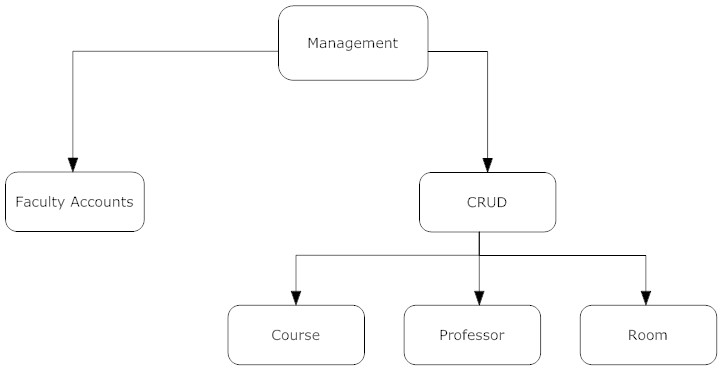 Management
Faculty Accounts
CRUD
Course
Professor
Room